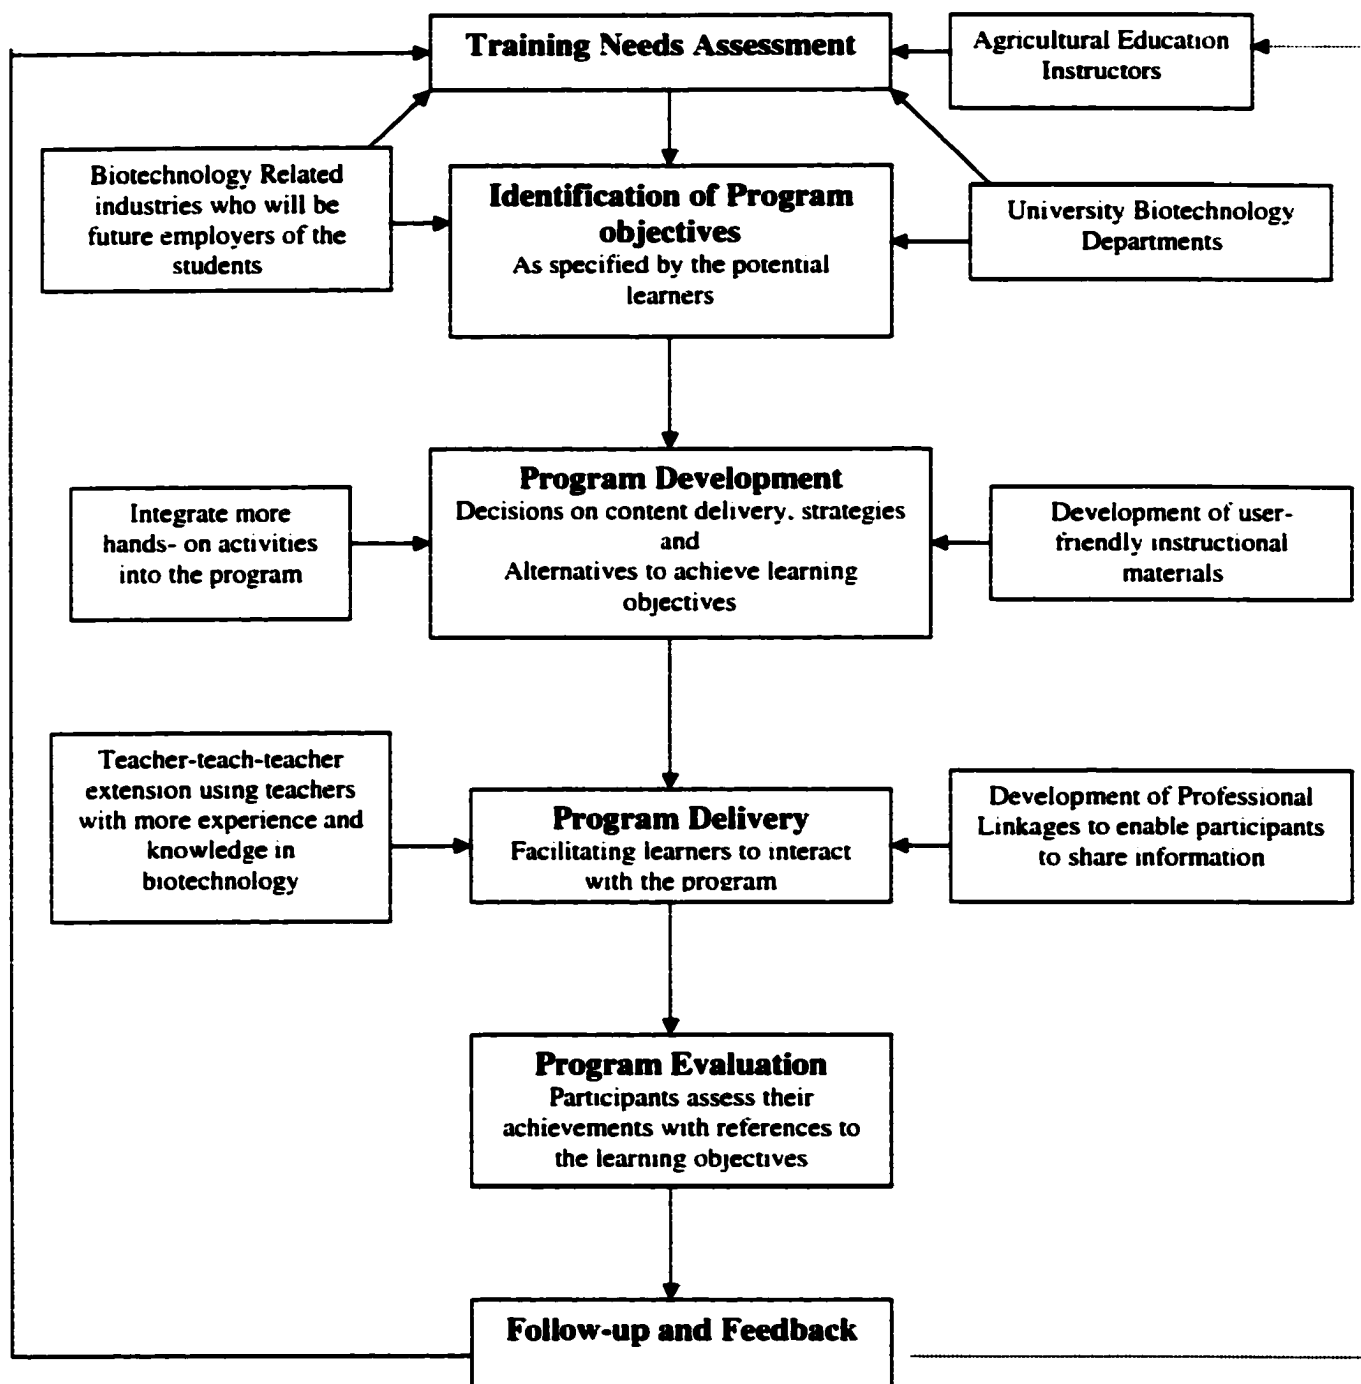 Training Needs Assessment
Agricultural Education
Instructors
Biotechnology Related
industries who will be
future employers of the
students
Identification of Program
objectives
As specified by the potential
learners
University Biotechnology
Departments
Integrate more
hands- on activities
into the program
Program Development
Decisions on content delivery, strategies
and
Alternatives to achieve learning
objectives
Development of user-
friendly instructional
materials
Teacher-teach-teacher
extension using teachers
with more experience and
knowledge in
biotechnology
Program Delivery
Facilitating learners to interact
with the program
Development of Professional
Linkages to enable participants
to share information
Program Evaluation
Participants assess their
achievements with references to
the learning objectives
Follow-up and Feedback